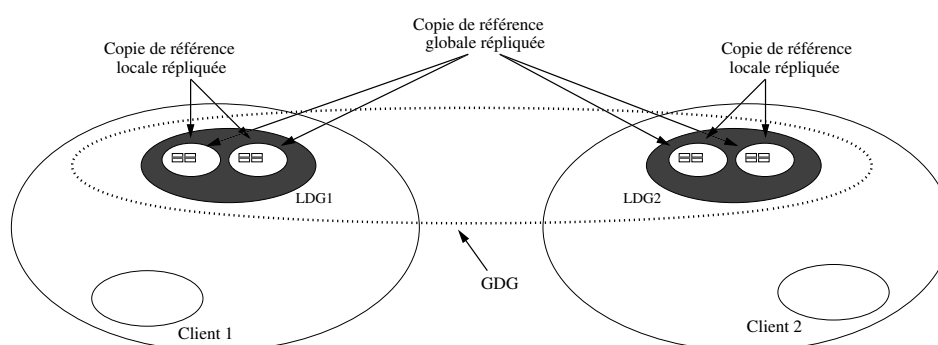 Copie de référence
globale répliquée
Copie de référence
locale répliquée
Copie de référence
locale répliquée
LDG1
LDG2
GDG
Client 1
Client 2